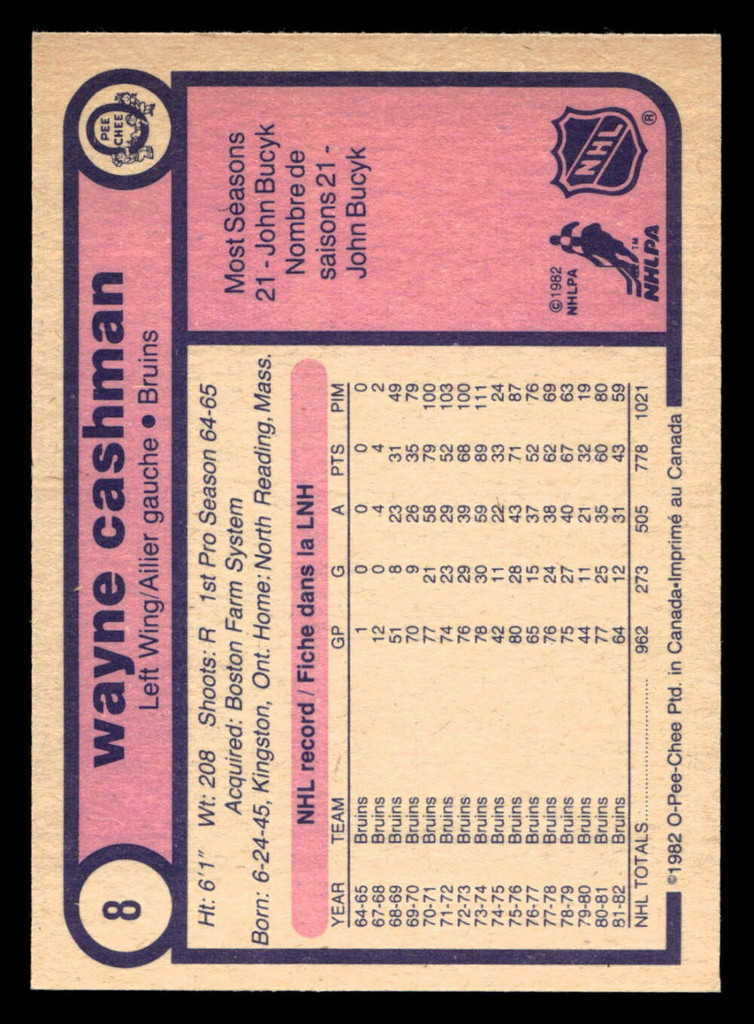 8
wayne cashman
Left Wing/Ailier gauche • Bruins
O
PEE
CHEE
Ht: 6'1" Wt: 208 Shoots: R 1st Pro Season 64-65
Acquired: Boston Farm System
Born: 6-24-45, Kingston, Ont. Home: North Reading, Mass.
NHL record / Fiche dans la LNH
YEAR TEAM GP G A PTS PIM
64-65 Bruins 1 0 0 0 0
67-68 Bruins 12 0 4 4 2
68-69 Bruins 51 8 23 31 49
69-70 Bruins 70 9 26 35 79
70-71 Bruins 77 21 58 79 100
71-72 Bruins 74 23 29 52 103
72-73 Bruins 76 29 39 68 100
73-74 Bruins 78 30 59 89 111
74-75 Bruins 42 11 22 33 24
75-76 Bruins 80 28 43 71 87
76-77 Bruins 65 15 37 52 76
77-78 Bruins 76 24 38 62 69
78-79 Bruins 75 27 40 67 63
79-80 Bruins 44 11 21 32 19
80-81 Bruins 77 25 35 60 80
81-82 Bruins 64 12 31 43 59
NHL TOTALS.................... 962 273 505 778 1021
Most Seasons
21 - John Bucyk
Nombre de
saisons 21 -
John Bucyk
©1982
NHLPA
NHLPA™
NHL®
©1982 O-Pee-Chee Ptd. in Canada•Imprimé au Canada